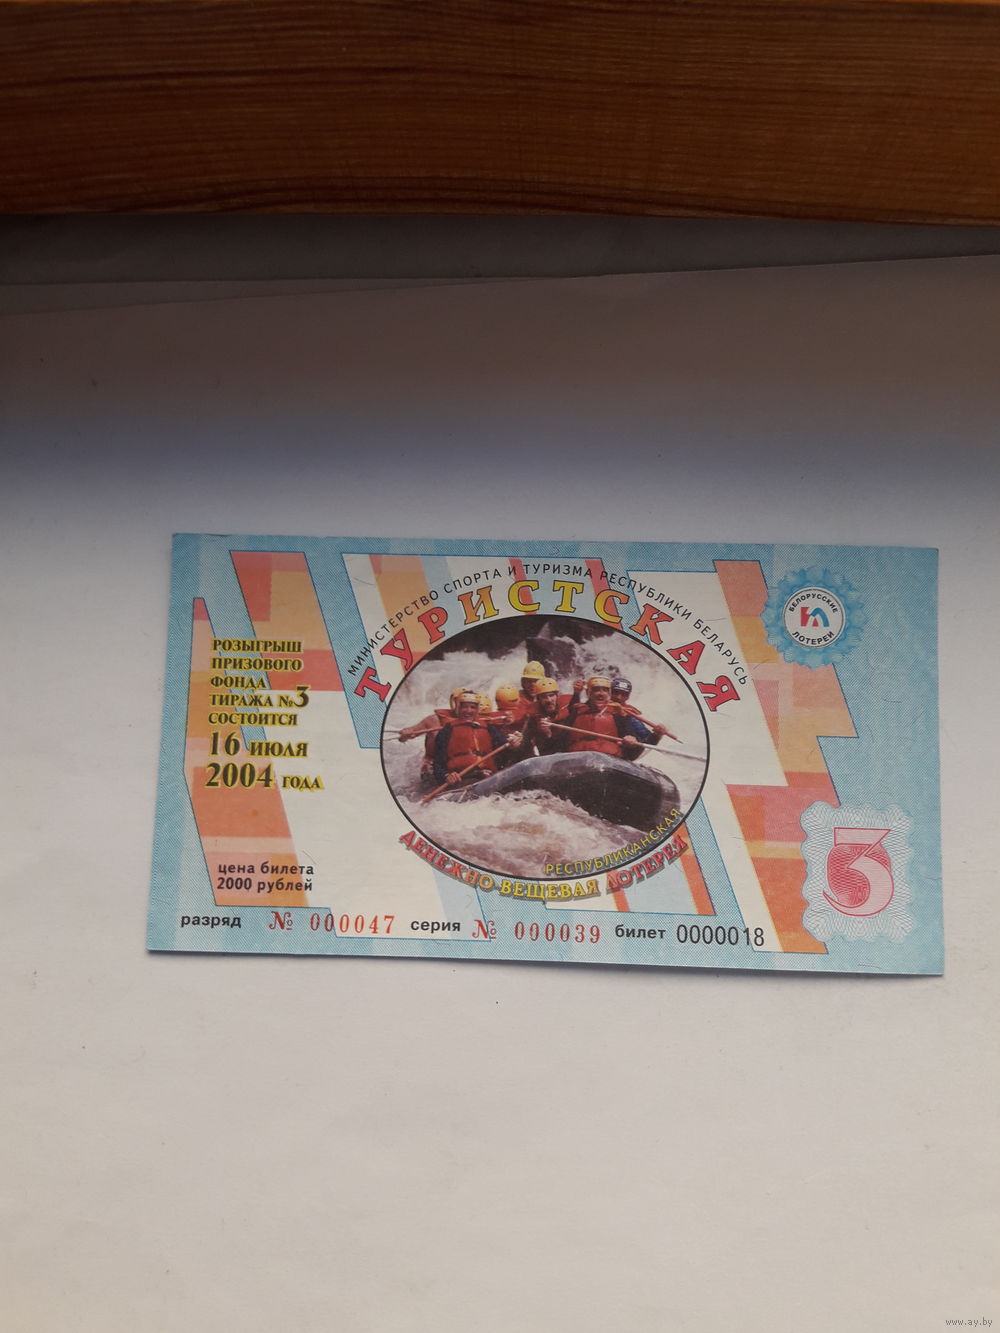 МИНИСТЕРСТВО СПОРТА И ТУРИЗМА РЕСПУБЛИКИ БЕЛАРУСЬ
ТУРИСТСКАЯ
БЕЛОРУССКИЕ
ЛОТЕРЕИ
РОЗЫГРЫШ
ПРИЗОВОГО
ФОНДА
ТИРАЖА №3
СОСТОИТСЯ
16 ИЮЛЯ
2004 ГОДА
РЕСПУБЛИКАНСКАЯ
ДЕНЕЖНО-ВЕЩЕВАЯ ЛОТЕРЕЯ
3
цена билета
2000 рублей
разряд № 000047 серия № 000039 билет 0000018
www.ay.by